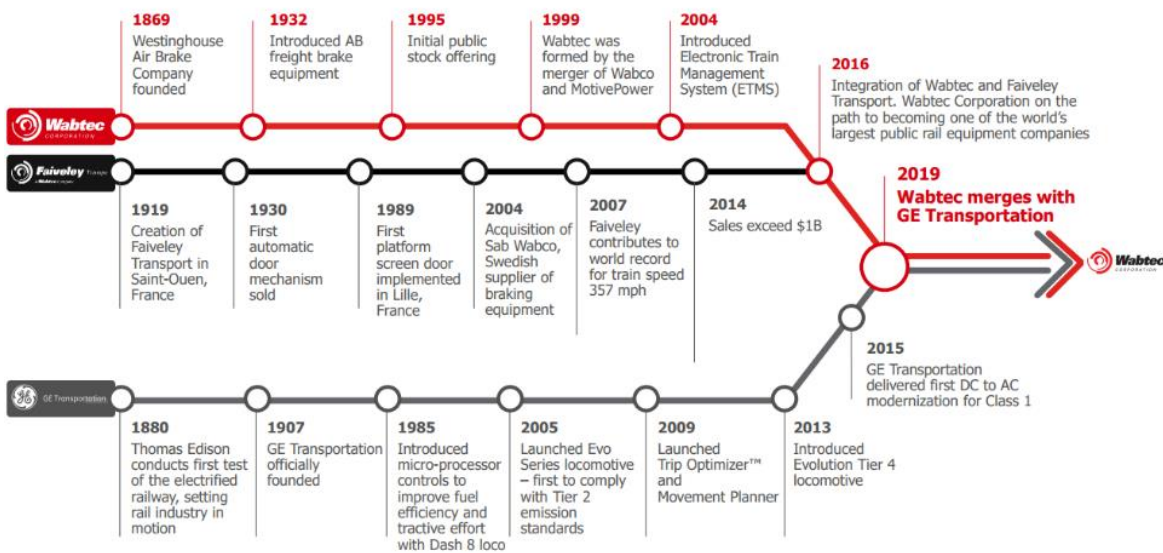 1869
Westinghouse
Air Brake
Company
founded
1932
Introduced AB
freight brake
equipment
1995
Initial public
stock offering
1999
Wabtec was
formed by the
merger of Wabco
and MotivePower
2004
Introduced
Electronic Train
Management
System (ETMS)
2016
Integration of Wabtec and Faiveley
Transport. Wabtec Corporation on the
path to becoming one of the world's
largest public rail equipment companies
Wabtec
CORPORATION
Faiveley Transport
a Wabtec company
1919
Creation of
Faiveley
Transport in
Saint-Ouen,
France
1930
First
automatic
door
mechanism
sold
1989
First
platform
screen door
implemented
in Lille,
France
2004
Acquisition of
Sab Wabco,
Swedish
supplier of
braking
equipment
2007
Faiveley
contributes to
world record
for train speed
357 mph
2014
Sales exceed $1B
2019
Wabtec merges with
GE Transportation
Wabtec
CORPORATION
2015
GE Transportation
delivered first DC to AC
modernization for Class 1
GE Transportation
1880
Thomas Edison
conducts first test
of the electrified
railway, setting
rail industry in
motion
1907
GE Transportation
officially
founded
1985
Introduced
micro-processor
controls to
improve fuel
efficiency and
tractive effort
with Dash 8 loco
2005
Launched Evo
Series locomotive
– first to comply
with Tier 2
emission
standards
2009
Launched
Trip Optimizer™
and
Movement Planner
2013
Introduced
Evolution Tier 4
locomotive